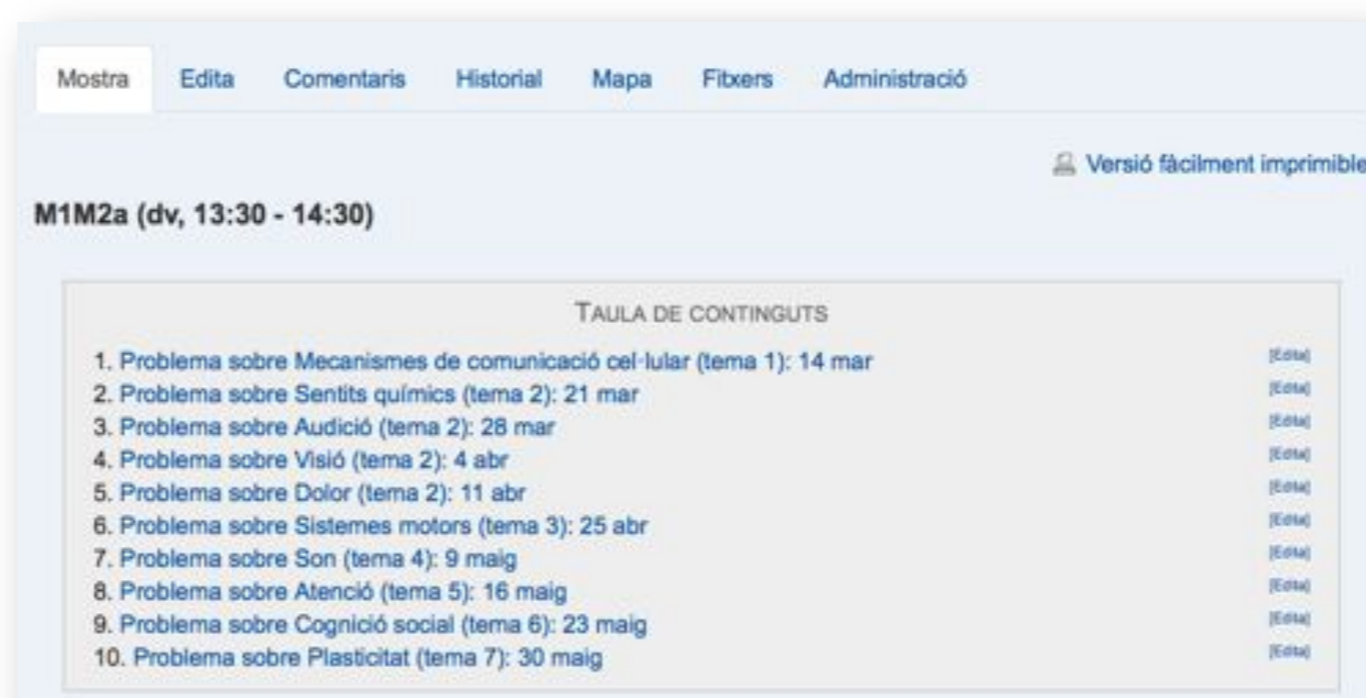 Mostra Edita Comentaris Historial Mapa Fitxers Administració
Versió fàcilment imprimible
M1M2a (dv, 13:30 - 14:30)
TAULA DE CONTINGUTS
1. Problema sobre Mecanismes de comunicació cel·lular (tema 1): 14 mar [Edita]
2. Problema sobre Sentits químics (tema 2): 21 mar [Edita]
3. Problema sobre Audició (tema 2): 28 mar [Edita]
4. Problema sobre Visió (tema 2): 4 abr [Edita]
5. Problema sobre Dolor (tema 2): 11 abr [Edita]
6. Problema sobre Sistemes motors (tema 3): 25 abr [Edita]
7. Problema sobre Son (tema 4): 9 maig [Edita]
8. Problema sobre Atenció (tema 5): 16 maig [Edita]
9. Problema sobre Cognició social (tema 6): 23 maig [Edita]
10. Problema sobre Plasticitat (tema 7): 30 maig [Edita]